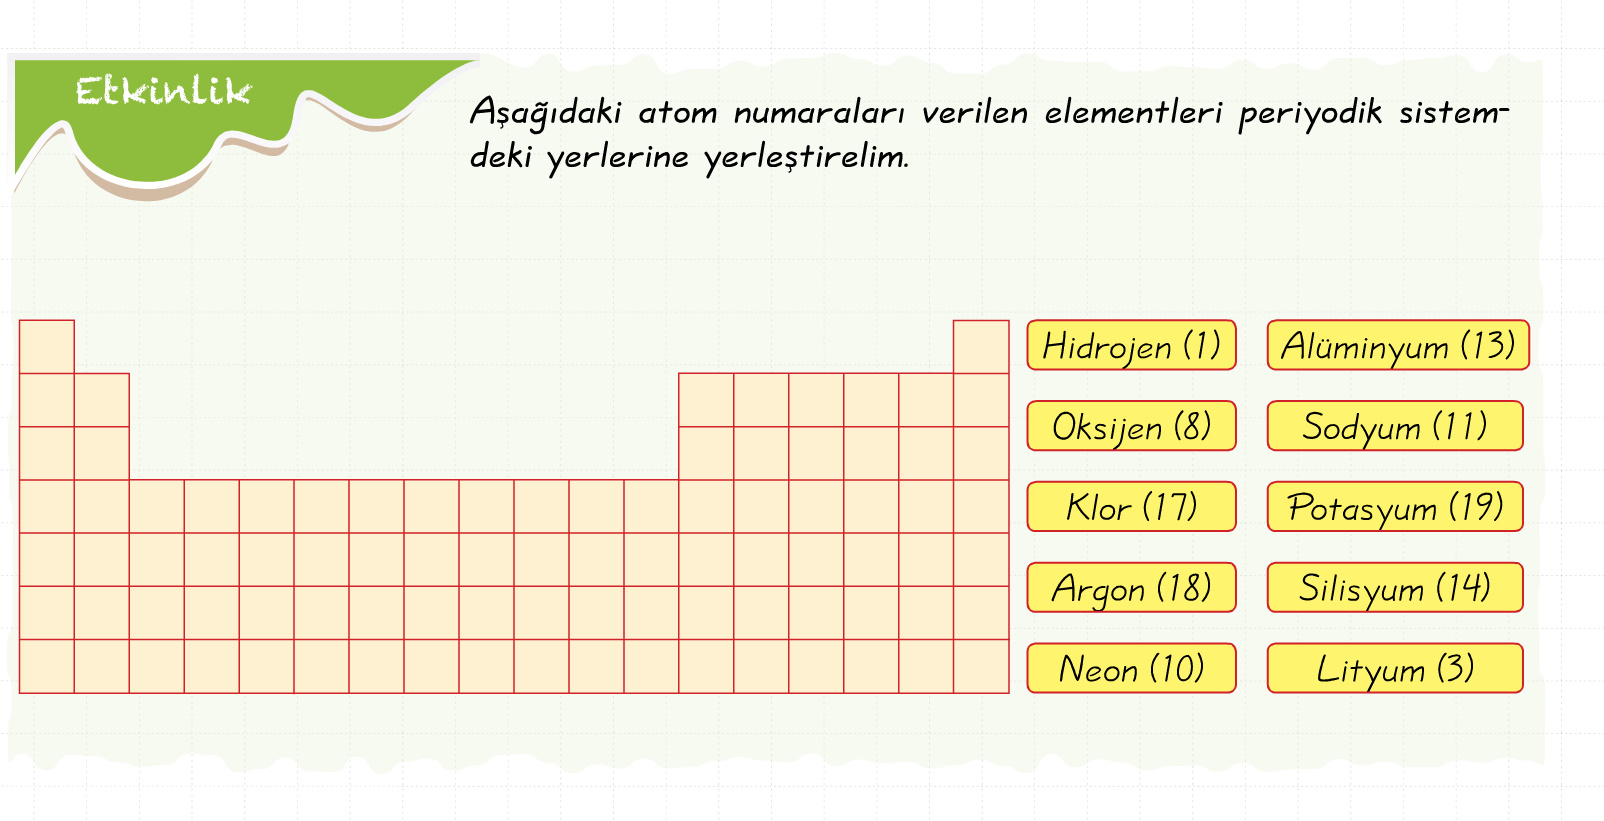 Etkinlik
Aşağıdaki atom numaraları verilen elementleri periyodik sistem-
deki yerlerine yerleştirelim.
Hidrojen (1)
Alüminyum (13)
Oksijen (8)
Sodyum (11)
Klor (17)
Potasyum (19)
Argon (18)
Silisyum (14)
Neon (10)
Lityum (3)